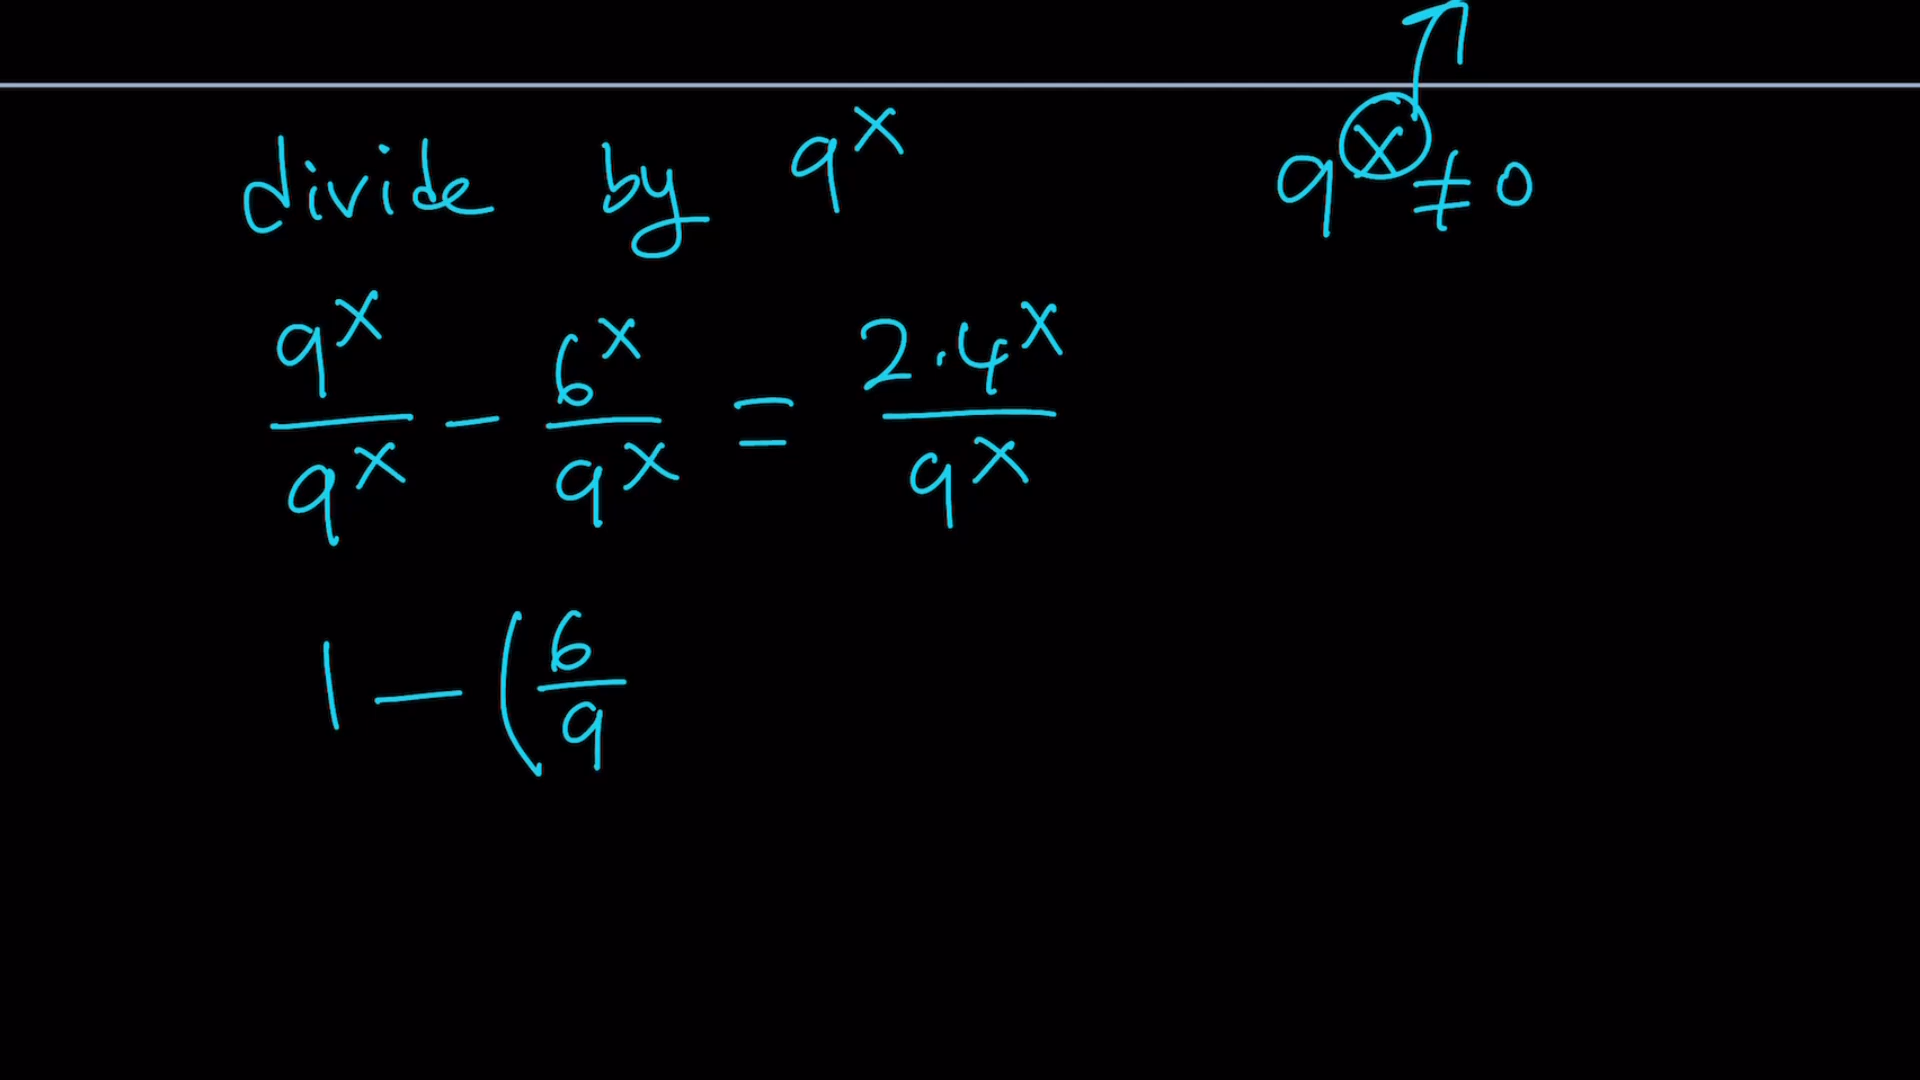 divide by 9^x 9^x ≠ 0
9^x/9^x - 6^x/9^x = 2·4^x/9^x
1 - (6/9